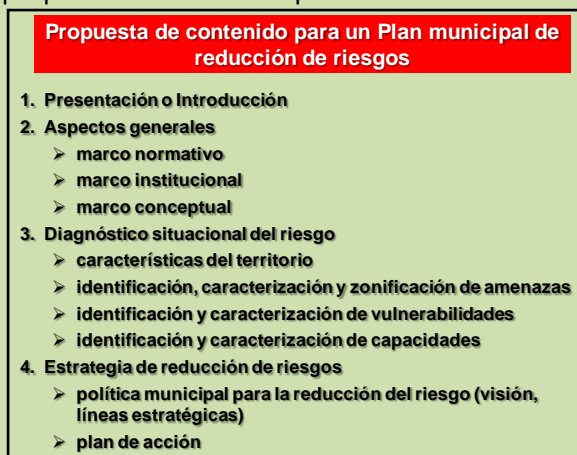 Propuesta de contenido para un Plan municipal de
reducción de riesgos
1. Presentación o Introducción
2. Aspectos generales
➢ marco normativo
➢ marco institucional
➢ marco conceptual
3. Diagnóstico situacional del riesgo
➢ características del territorio
➢ identificación, caracterización y zonificación de amenazas
➢ identificación y caracterización de vulnerabilidades
➢ identificación y caracterización de capacidades
4. Estrategia de reducción de riesgos
➢ política municipal para la reducción del riesgo (visión,
líneas estratégicas)
➢ plan de acción